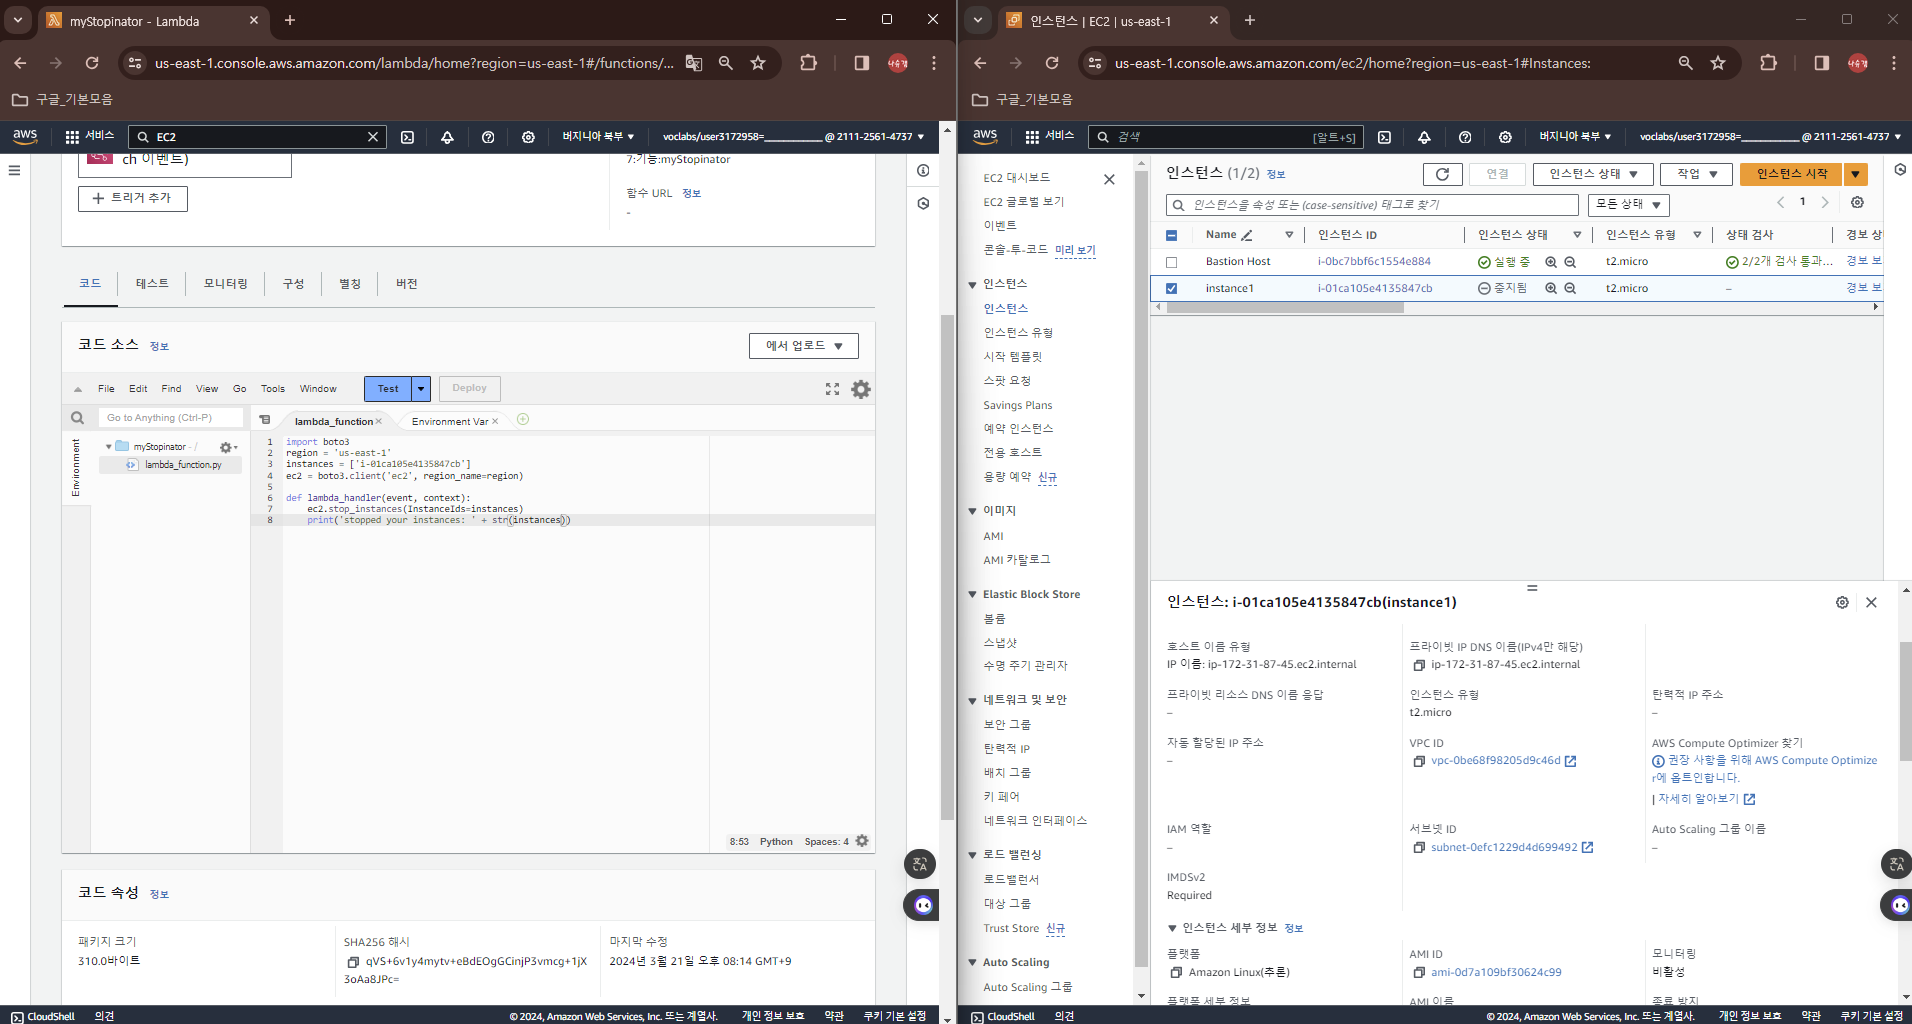 myStopinator - Lambda
us-east-1.console.aws.amazon.com/lambda/home?region=us-east-1#/functions/...
구글_기본모음
aws
서비스
EC2
버지니아 북부 ▼
voclabs/user3172958=__________ @ 2111-2561-4737 ▼
ch 이벤트)
7:기능:myStopinator
+ 트리거 추가
함수 URL 정보
-
코드
테스트
모니터링
구성
별칭
버전
코드 소스 정보
에서 업로드 ▼
File Edit Find View Go Tools Window
Test
Deploy
Go to Anything (Ctrl-P)
lambda_function
Environment Var
Environment
myStopinator - /
lambda_function.py
1 import boto3
2 region = 'us-east-1'
3 instances = ['i-01ca105e4135847cb']
4 ec2 = boto3.client('ec2', region_name=region)
5
6 def lambda_handler(event, context):
7 ec2.stop_instances(InstanceIds=instances)
8 print('stopped your instances: ' + str(instances))
8:53 Python Spaces: 4
코드 속성 정보
패키지 크기
310.0바이트
SHA256 해시
qVS+6v1y4mytv+eBdEOgGCinjP3vmcg+1jX
3oAa8JPc=
마지막 수정
2024년 3월 21일 오후 08:14 GMT+9
CloudShell 의견
© 2024, Amazon Web Services, Inc. 또는 계열사. 개인 정보 보호 약관 쿠키 기본 설정
인스턴스 | EC2 | us-east-1
us-east-1.console.aws.amazon.com/ec2/home?region=us-east-1#Instances:
구글_기본모음
aws
서비스
검색
[알트+S]
버지니아 북부 ▼
voclabs/user3172958=__________ @ 2111-2561-4737 ▼
EC2 대시보드
EC2 글로벌 보기
이벤트
콘솔-투-코드 미리 보기
인스턴스
인스턴스
인스턴스 유형
시작 템플릿
스팟 요청
Savings Plans
예약 인스턴스
전용 호스트
용량 예약 신규
이미지
AMI
AMI 카탈로그
Elastic Block Store
볼륨
스냅샷
수명 주기 관리자
네트워크 및 보안
보안 그룹
탄력적 IP
배치 그룹
키 페어
네트워크 인터페이스
로드 밸런싱
로드밸런서
대상 그룹
Trust Store 신규
Auto Scaling
Auto Scaling 그룹
인스턴스 (1/2) 정보
연결
인스턴스 상태 ▼
작업 ▼
인스턴스 시작
인스턴스을 속성 또는 (case-sensitive) 태그로 찾기
모든 상태 ▼
1
Name 인스턴스 ID 인스턴스 상태 인스턴스 유형 상태 검사 경보 상
Bastion Host i-0bc7bbf6c1554e884 실행 중 t2.micro 2/2개 검사 통과... 경보 보
instance1 i-01ca105e4135847cb 중지됨 t2.micro – 경보 보
인스턴스: i-01ca105e4135847cb(instance1)
호스트 이름 유형
IP 이름: ip-172-31-87-45.ec2.internal
프라이빗 IP DNS 이름(IPv4만 해당)
ip-172-31-87-45.ec2.internal
프라이빗 리소스 DNS 이름 응답
–
인스턴스 유형
t2.micro
탄력적 IP 주소
–
자동 할당된 IP 주소
–
VPC ID
vpc-0be68f98205d9c46d
AWS Compute Optimizer 찾기
권장 사항을 위해 AWS Compute Optimize
r에 옵트인합니다.
| 자세히 알아보기
IAM 역할
–
서브넷 ID
subnet-0efc1229d4d699492
Auto Scaling 그룹 이름
–
IMDSv2
Required
인스턴스 세부 정보 정보
플랫폼
Amazon Linux(추론)
AMI ID
ami-0d7a109bf30624c99
모니터링
비활성
플랫폼 세부 정보
AMI 이름
종료 방지
CloudShell 의견
© 2024, Amazon Web Services, Inc. 또는 계열사. 개인 정보 보호 약관 쿠키 기본 설정